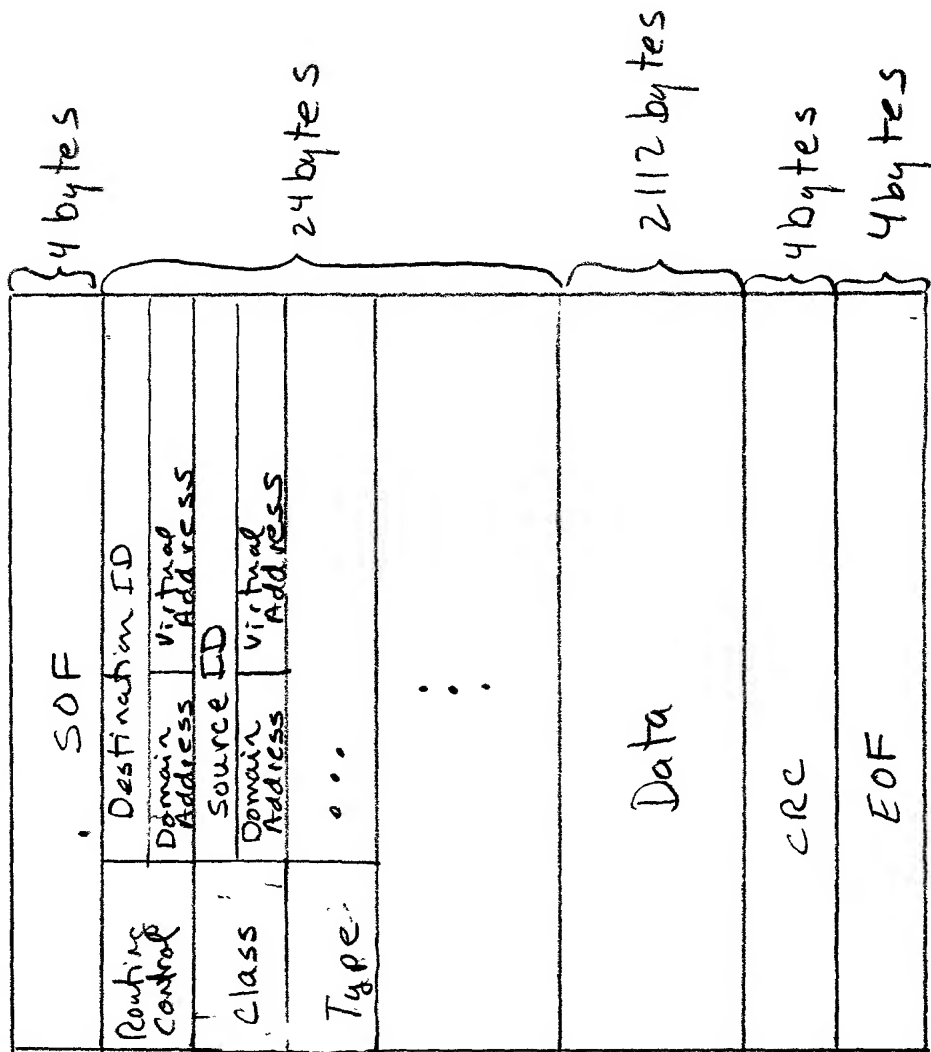 SOF
4 bytes
Routing
Control
Destination ID
Domain
Address
Virtual
Address
24 bytes
Class
Source ID
Domain
Address
Virtual
Address
Type
...
...
Data
2112 bytes
CRC
4 bytes
EOF
4 bytes